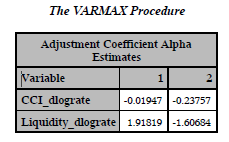 The VARMAX Procedure
Adjustment Coefficient Alpha
Estimates
Variable 1 2
CCI_dlograte -0.01947 -0.23757
Liquidity_dlograte 1.91819 -1.60684